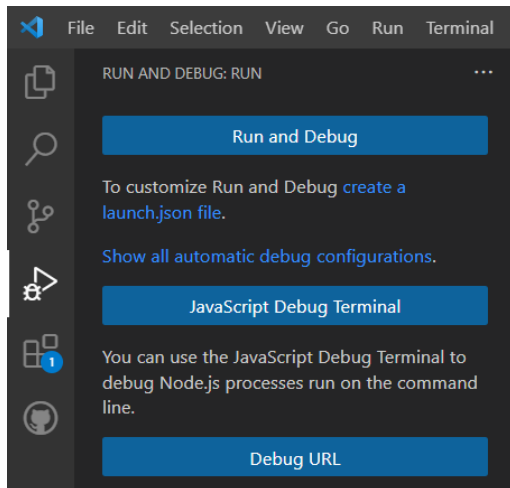 File Edit Selection View Go Run Terminal
RUN AND DEBUG: RUN ...
Run and Debug
To customize Run and Debug create a
launch.json file.
Show all automatic debug configurations.
JavaScript Debug Terminal
You can use the JavaScript Debug Terminal to
debug Node.js processes run on the command
line.
1
Debug URL